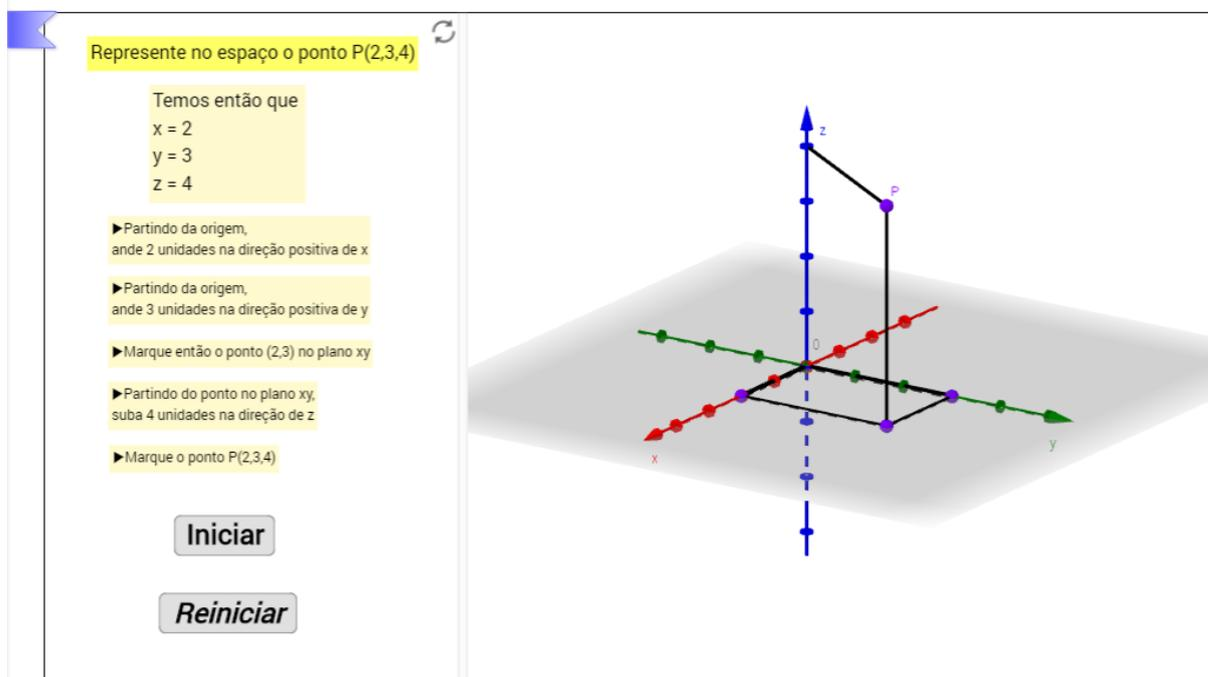 Represente no espaço o ponto P(2,3,4)
Temos então que
x = 2
y = 3
z = 4
▶Partindo da origem,
ande 2 unidades na direção positiva de x
▶Partindo da origem,
ande 3 unidades na direção positiva de y
▶Marque então o ponto (2,3) no plano xy
▶Partindo do ponto no plano xy,
suba 4 unidades na direção de z
▶Marque o ponto P(2,3,4)
Iniciar
Reiniciar
z
P
0
x
y